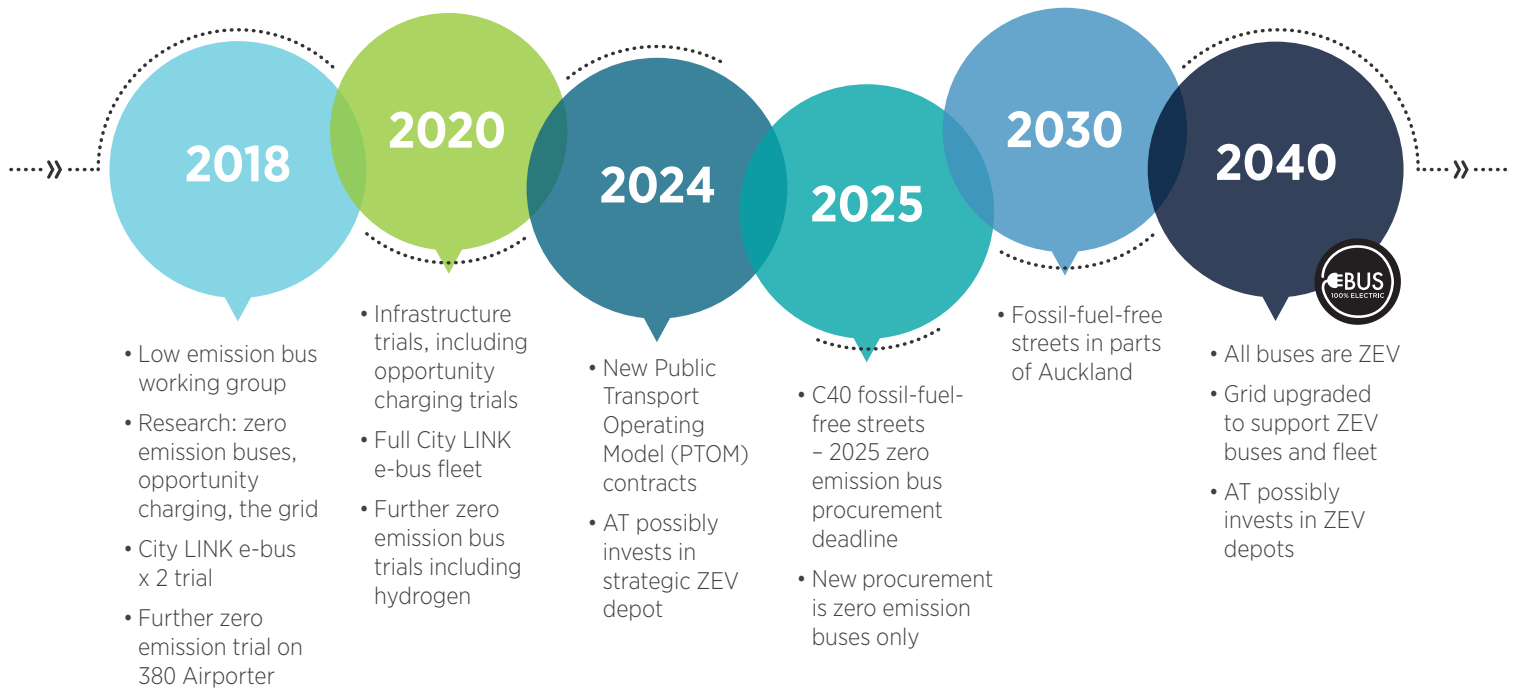 2018
• Low emission bus
working group
• Research: zero
emission buses,
opportunity
charging, the grid
• City LINK e-bus
x 2 trial
• Further zero
emission trial on
380 Airporter
2020
• Infrastructure
trials, including
opportunity
charging trials
• Full City LINK
e-bus fleet
• Further zero
emission bus
trials including
hydrogen
2024
• New Public
Transport
Operating
Model (PTOM)
contracts
• AT possibly
invests in
strategic ZEV
depot
2025
• C40 fossil-fuel-
free streets
– 2025 zero
emission bus
procurement
deadline
• New procurement
is zero emission
buses only
2030
• Fossil-fuel-free
streets in parts
of Auckland
2040
EBUS
100% ELECTRIC
• All buses are ZEV
• Grid upgraded
to support ZEV
buses and fleet
• AT possibly
invests in ZEV
depots